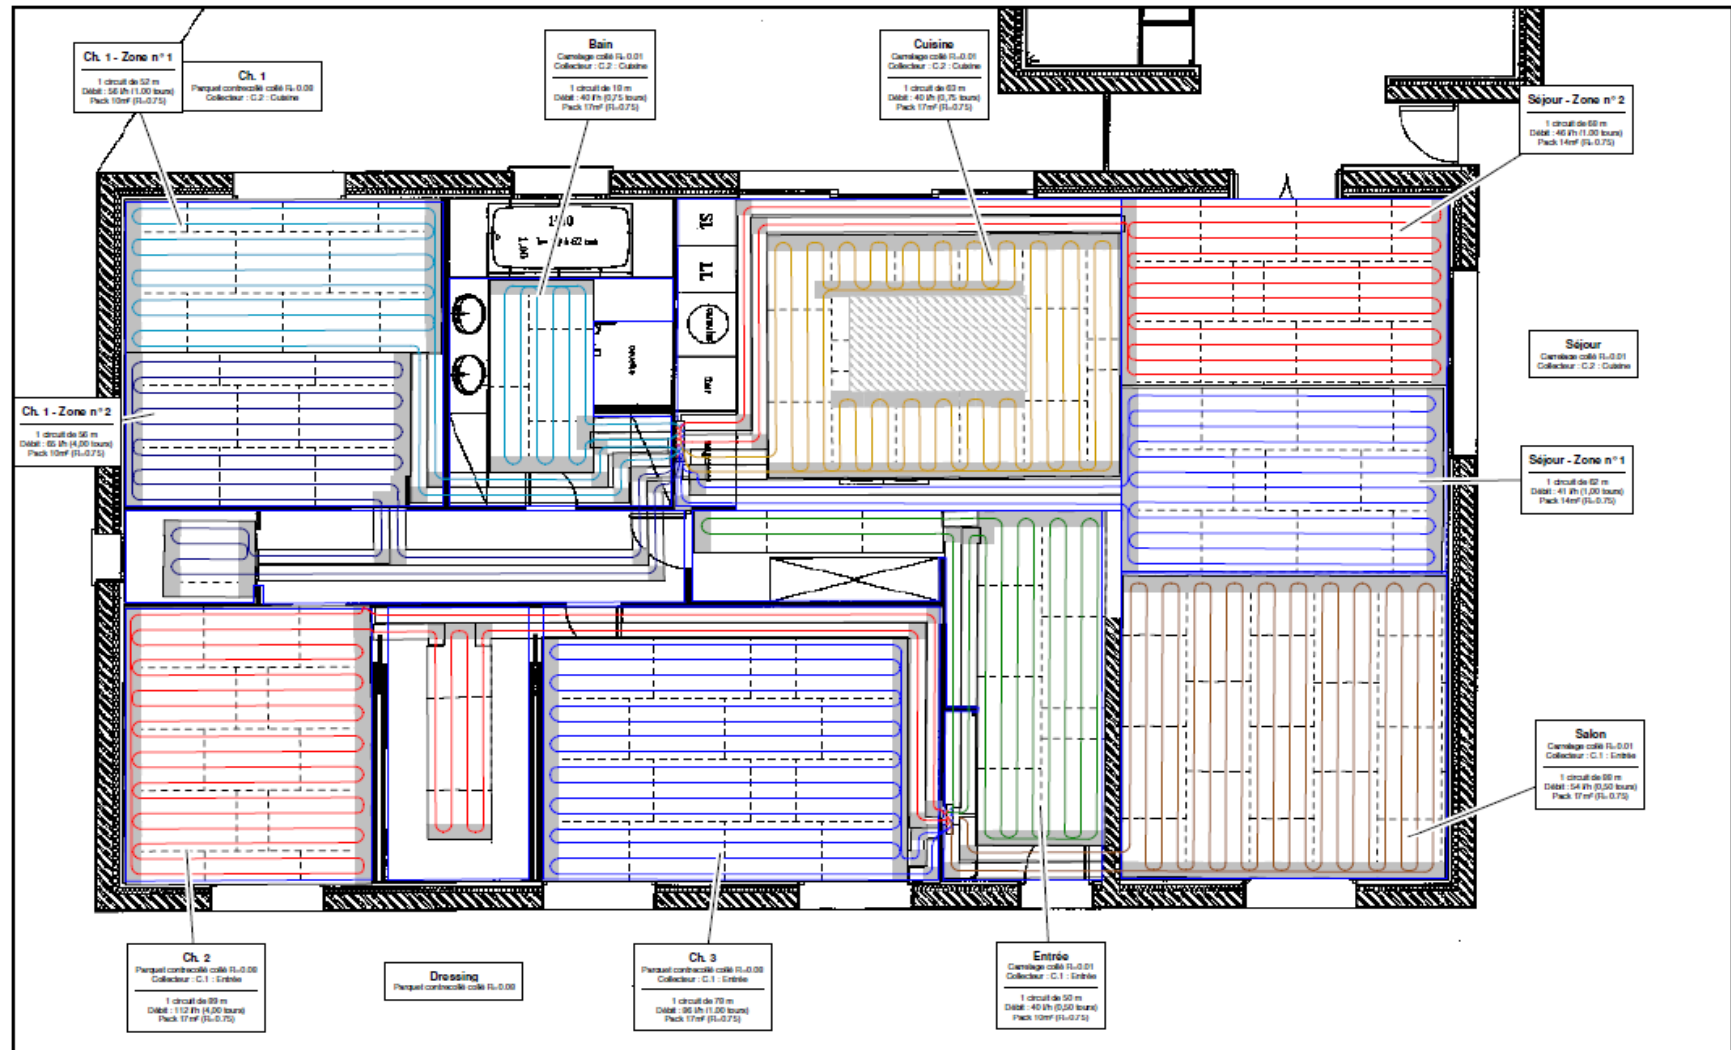 Ch. 1 - Zone n° 1
1 circuit de 52 m
Débit : 56 l/h (1,00 tours)
Pack 10m² (R=0.75)
Ch. 1
Parquet contrecollé collé R=0.08
Collecteur : C.2 : Cuisine
Bain
Carrelage collé R=0.01
Collecteur : C.2 : Cuisine
Débit : 40 l/h (0,75 tours)
Pack 17m² (R=0.75)
Cuisine
Carrelage collé R=0.01
Collecteur : C.2 : Cuisine
1 circuit de 63 m
Débit : 40 l/h (0,75 tours)
Pack 17m² (R=0.75)
Séjour - Zone n° 2
Débit : 46 l/h (1,00 tours)
Pack 14m² (R=0.75)
SL
LL
Séjour
Carrelage collé R=0.01
Collecteur : C.2 : Cuisine
Ch. 1 - Zone n° 2
1 circuit de 56 m
Débit : 65 l/h (4,00 tours)
Pack 10m² (R=0.75)
Séjour - Zone n° 1
1 circuit de 62 m
Débit : 41 l/h (1,00 tours)
Pack 14m² (R=0.75)
Salon
Carrelage collé R=0.01
Collecteur : C.1 : Entrée
Débit : 54 l/h (0,50 tours)
Pack 17m² (R=0.75)
Ch. 2
Parquet contrecollé collé R=0.08
Collecteur : C.1 : Entrée
1 circuit de 89 m
Débit : 112 l/h (4,00 tours)
Pack 17m² (R=0.75)
Dressing
Parquet contrecollé collé R=0.08
Ch. 3
Parquet contrecollé collé R=0.08
Collecteur : C.1 : Entrée
1 circuit de 79 m
Débit : 86 l/h (1,00 tours)
Pack 17m² (R=0.75)
Entrée
Carrelage collé R=0.01
Collecteur : C.1 : Entrée
1 circuit de 50 m
Débit : 40 l/h (0,50 tours)
Pack 10m² (R=0.75)